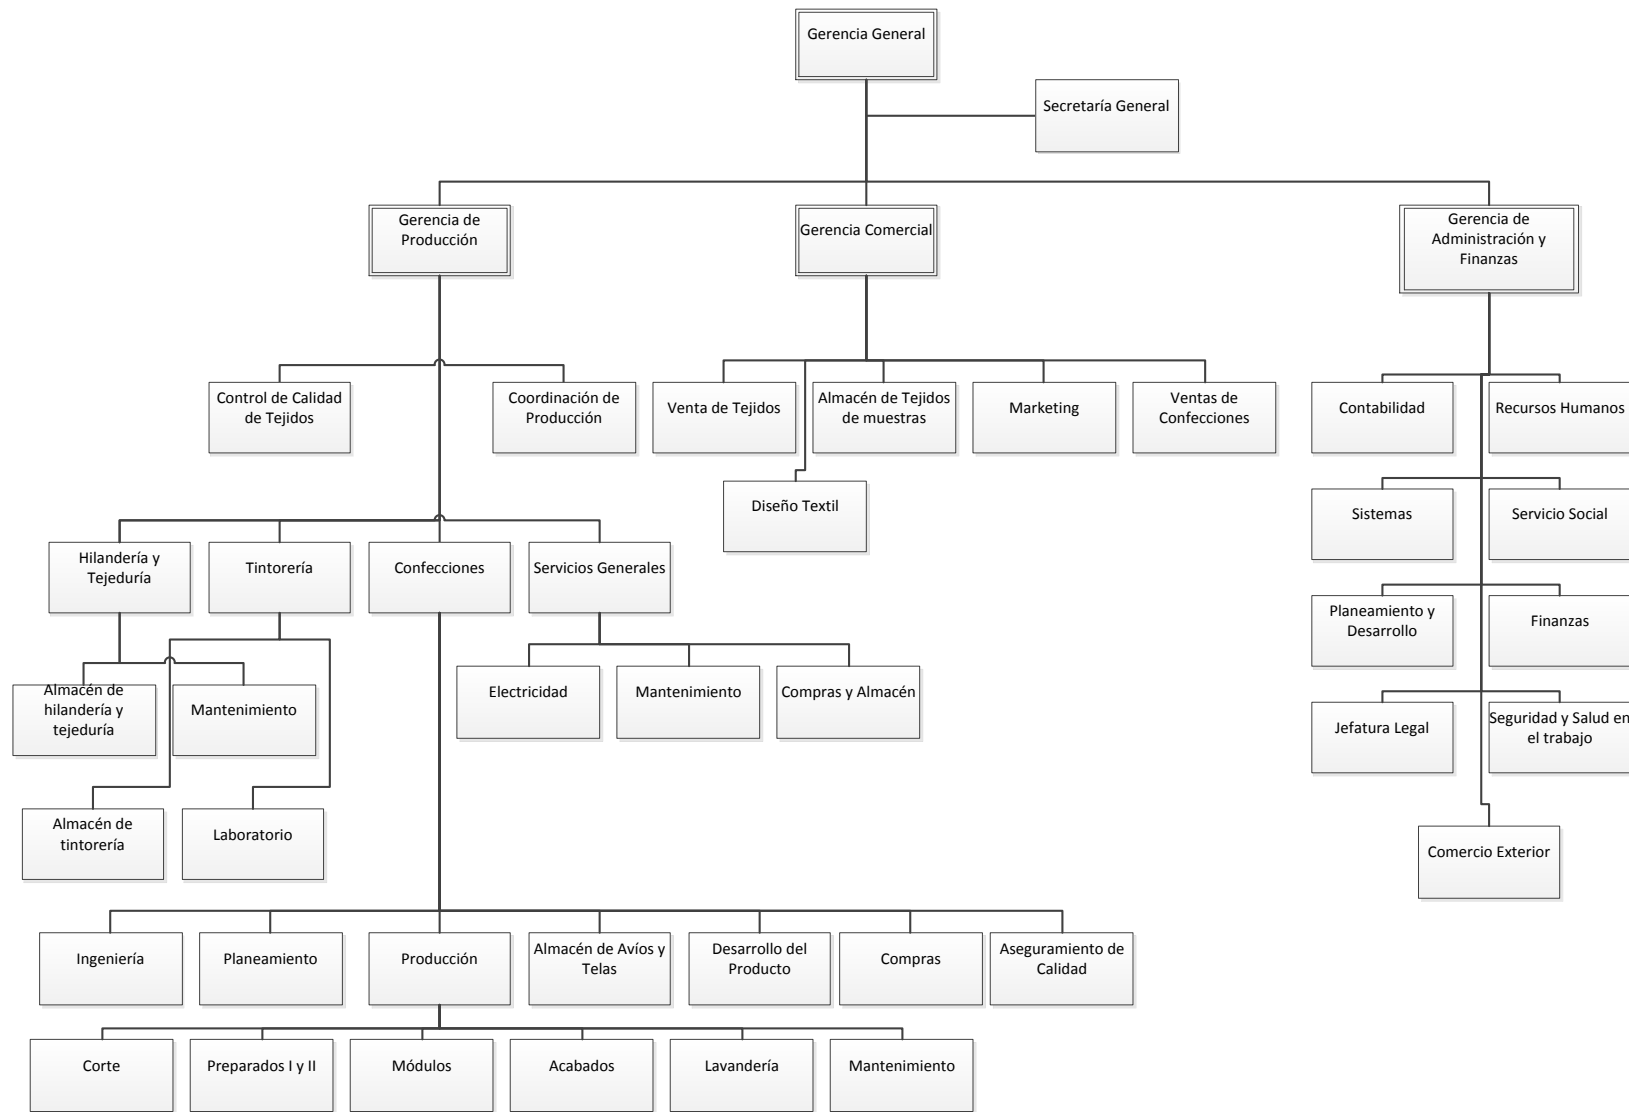 Gerencia General
Secretaría General
Gerencia de
Producción
Gerencia Comercial
Gerencia de
Administración y
Finanzas
Control de Calidad
de Tejidos
Coordinación de
Producción
Venta de Tejidos
Almacén de Tejidos
de muestras
Marketing
Ventas de
Confecciones
Contabilidad
Recursos Humanos
Diseño Textil
Sistemas
Servicio Social
Hilandería y
Tejeduría
Tintorería
Confecciones
Servicios Generales
Planeamiento y
Desarrollo
Finanzas
Almacén de
hilandería y
tejeduría
Mantenimiento
Electricidad
Mantenimiento
Compras y Almacén
Jefatura Legal
Seguridad y Salud en
el trabajo
Almacén de
tintorería
Laboratorio
Comercio Exterior
Ingeniería
Planeamiento
Producción
Almacén de Avíos y
Telas
Desarrollo del
Producto
Compras
Aseguramiento de
Calidad
Corte
Preparados I y II
Módulos
Acabados
Lavandería
Mantenimiento